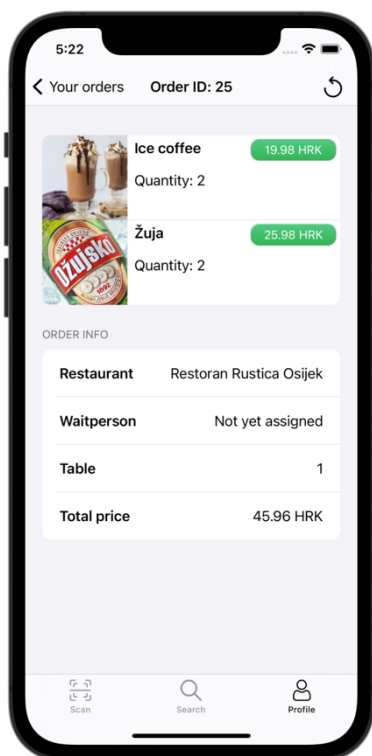 5:22
Your orders
Order ID: 25
Ice coffee
19.98 HRK
Quantity: 2
Žuja
25.98 HRK
Quantity: 2
OŽUJSKO
1892
ORDER INFO
Restaurant
Restoran Rustica Osijek
Waitperson
Not yet assigned
Table
1
Total price
45.96 HRK
Scan
Search
Profile